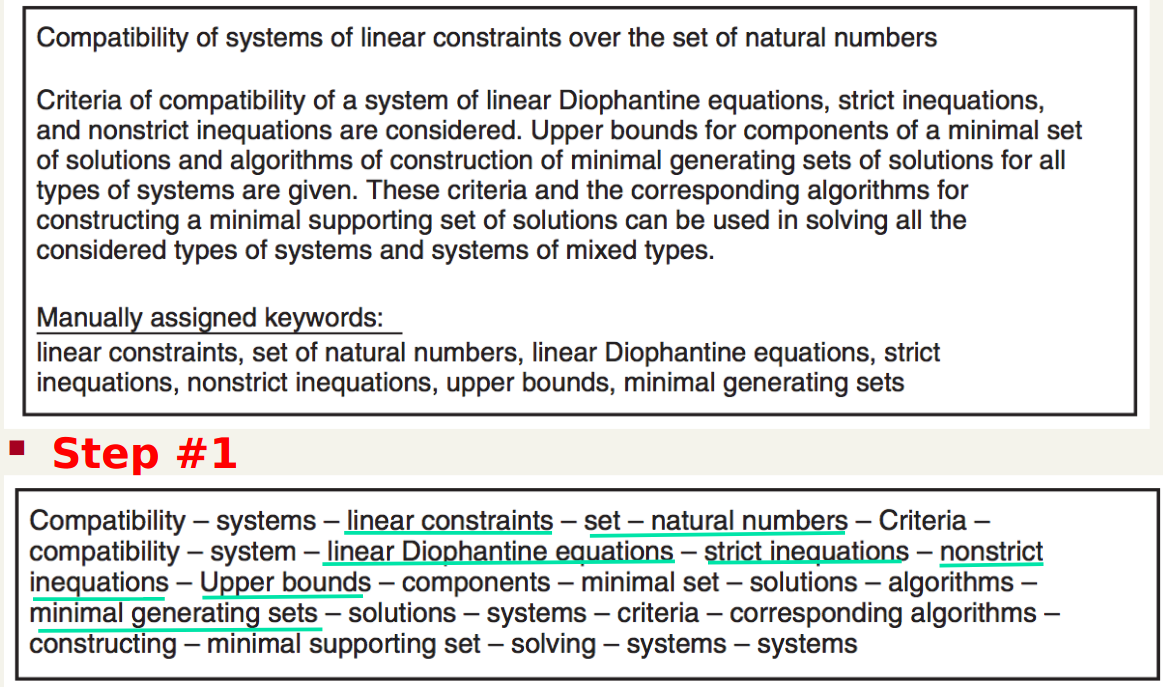 Compatibility of systems of linear constraints over the set of natural numbers
Criteria of compatibility of a system of linear Diophantine equations, strict inequations,
and nonstrict inequations are considered. Upper bounds for components of a minimal set
of solutions and algorithms of construction of minimal generating sets of solutions for all
types of systems are given. These criteria and the corresponding algorithms for
constructing a minimal supporting set of solutions can be used in solving all the
considered types of systems and systems of mixed types.
Manually assigned keywords:
linear constraints, set of natural numbers, linear Diophantine equations, strict
inequations, nonstrict inequations, upper bounds, minimal generating sets
▪ Step #1
Compatibility – systems – linear constraints – set – natural numbers – Criteria –
compatibility – system – linear Diophantine equations – strict inequations – nonstrict
inequations – Upper bounds – components – minimal set – solutions – algorithms –
minimal generating sets – solutions – systems – criteria – corresponding algorithms –
constructing – minimal supporting set – solving – systems – systems